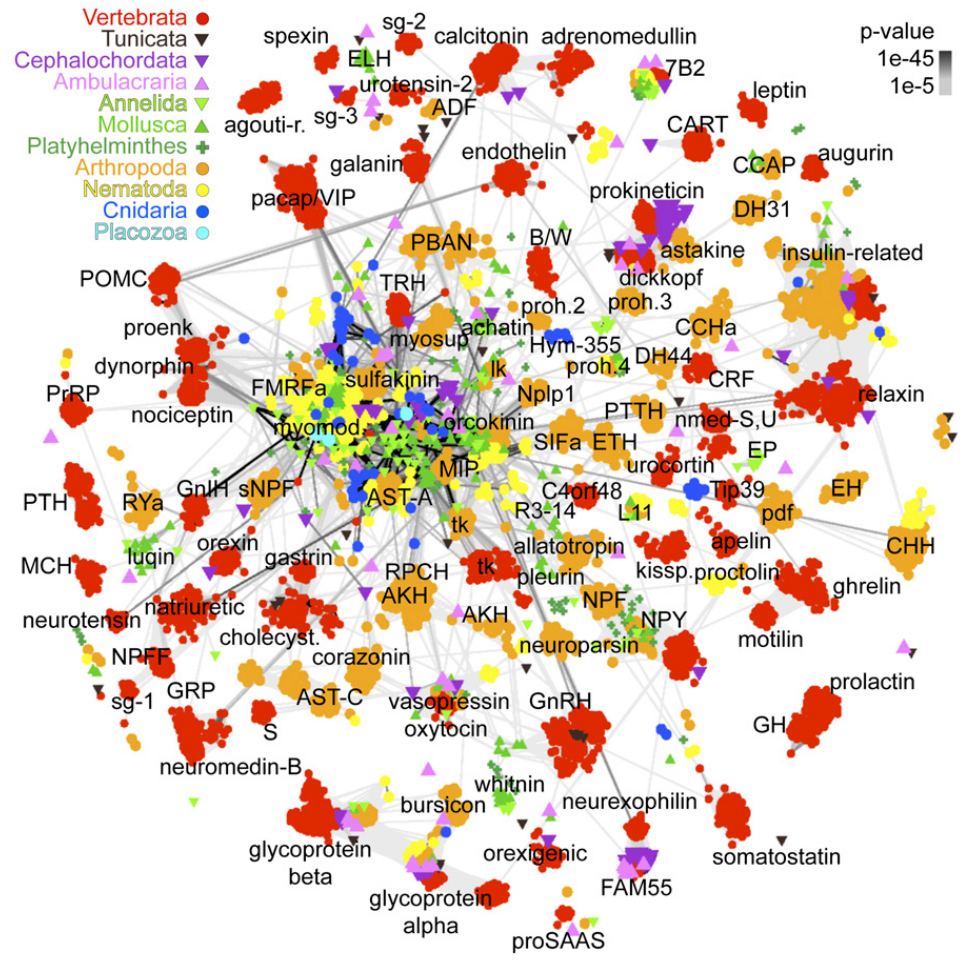 Vertebrata
Tunicata
Cephalochordata
Ambulacraria
Annelida
Mollusca
Platyhelminthes
Arthropoda
Nematoda
Cnidaria
Placozoa
p-value
1e-45
1e-5
spexin
sg-2
calcitonin
adrenomedullin
ELH
7B2
urotensin-2
leptin
agouti-r.
sg-3
ADF
CART
galanin
endothelin
CCAP
augurin
pacap/VIP
prokineticin
DH31
PBAN
B/W
astakine
insulin-related
POMC
TRH
dickkopf
proh.2
proh.3
proenk
myosup
achatin
CCHa
Hym-355
dynorphin
proh.4
DH44
FMRFa
sulfakinin
lk
CRF
PrRP
Nplp1
relaxin
nociceptin
PTTH
nmed-S,U
myomod.
orcokinin
SIFa
ETH
EP
MIP
urocortin
PTH
RYa
GnIH
sNPF
AST-A
C4orf48
Tip39
EH
R3-14
L11
pdf
tk
orexin
gastrin
allatotropin
apelin
CHH
luqin
MCH
RPCH
tk
pleurin
kissp.
proctolin
AKH
ghrelin
neurotensin
natriuretic
AKH
NPF
NPY
cholecyst.
motilin
neuroparsin
NPFF
corazonin
sg-1
GRP
AST-C
vasopressin
GnRH
prolactin
S
oxytocin
GH
neuromedin-B
whitnin
bursicon
neurexophilin
glycoprotein
beta
orexigenic
somatostatin
FAM55
glycoprotein
alpha
proSAAS